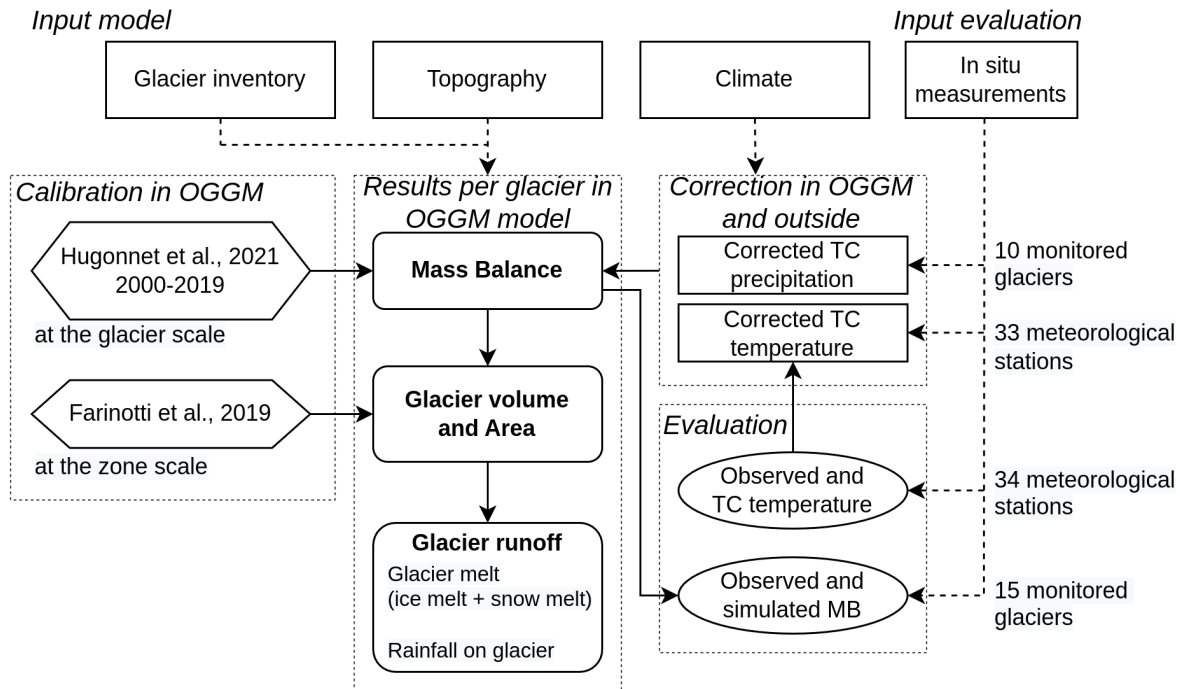 Input model
Input evaluation
Glacier inventory
Topography
Climate
In situ
measurements
Calibration in OGGM
Hugonnet et al., 2021
2000-2019
at the glacier scale
Farinotti et al., 2019
at the zone scale
Results per glacier in
OGGM model
Mass Balance
Glacier volume
and Area
Glacier runoff
Glacier melt
(ice melt + snow melt)
Rainfall on glacier
Correction in OGGM
and outside
Corrected TC
precipitation
Corrected TC
temperature
Evaluation
Observed and
TC temperature
Observed and
simulated MB
10 monitored
glaciers
33 meteorological
stations
34 meteorological
stations
15 monitored
glaciers